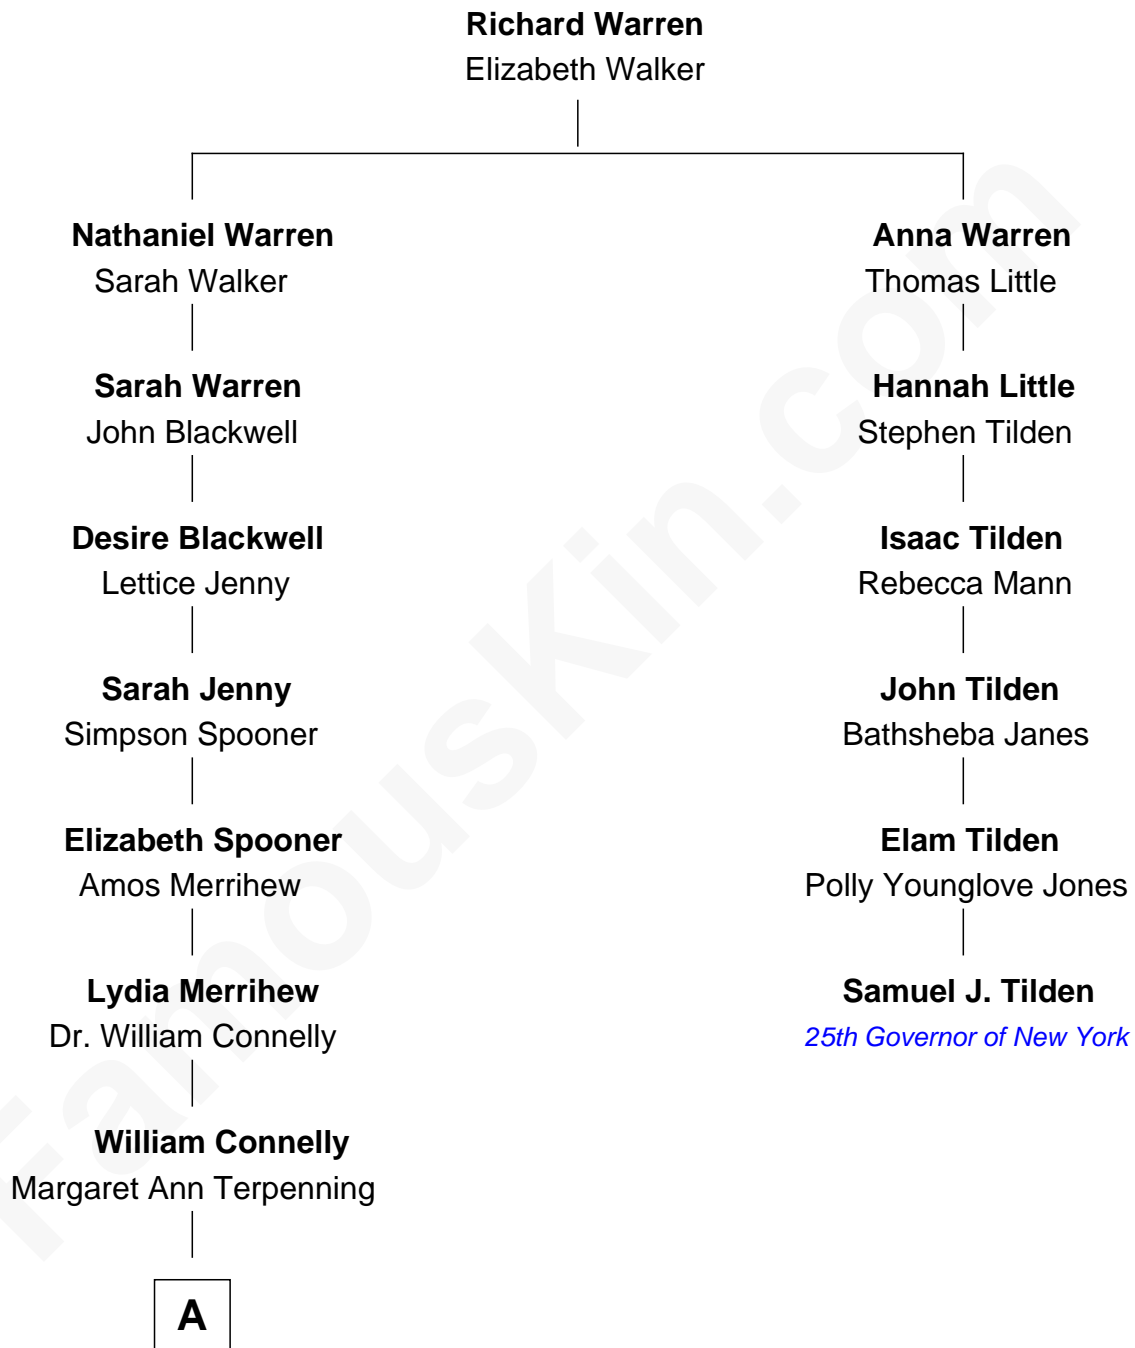 Richard Warren
Elizabeth Walker
Nathaniel Warren
Sarah Walker
Anna Warren
Thomas Little
Sarah Warren
John Blackwell
Hannah Little
Stephen Tilden
Desire Blackwell
Lettice Jenny
Isaac Tilden
Rebecca Mann
Sarah Jenny
Simpson Spooner
John Tilden
Bathsheba Janes
Elizabeth Spooner
Amos Merrihew
Elam Tilden
Polly Younglove Jones
Lydia Merrihew
Dr. William Connelly
Samuel J. Tilden
25th Governor of New York
William Connelly
Margaret Ann Terpenning
A
FamousKin.com